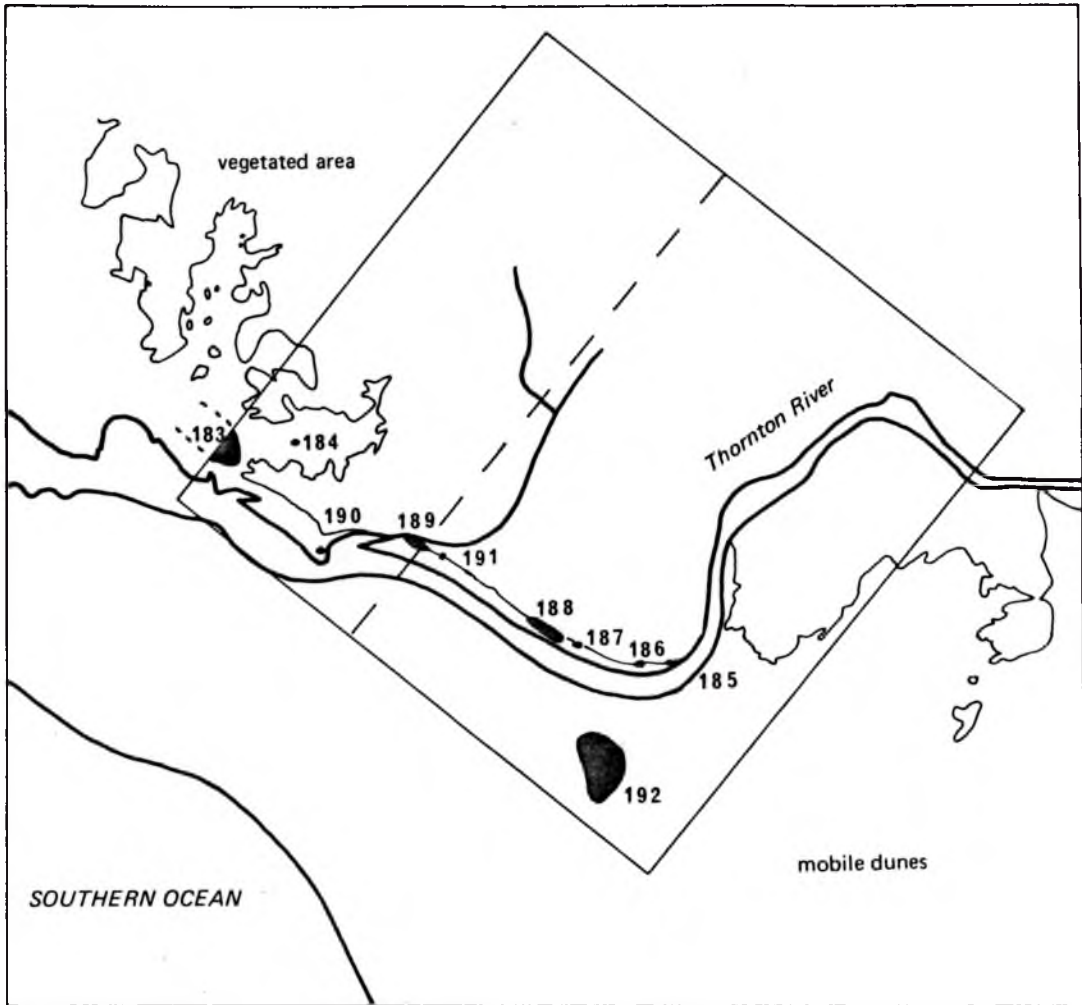 vegetated area
Thornton River
183
184
190
189
191
188
187
186
185
192
mobile dunes
SOUTHERN OCEAN